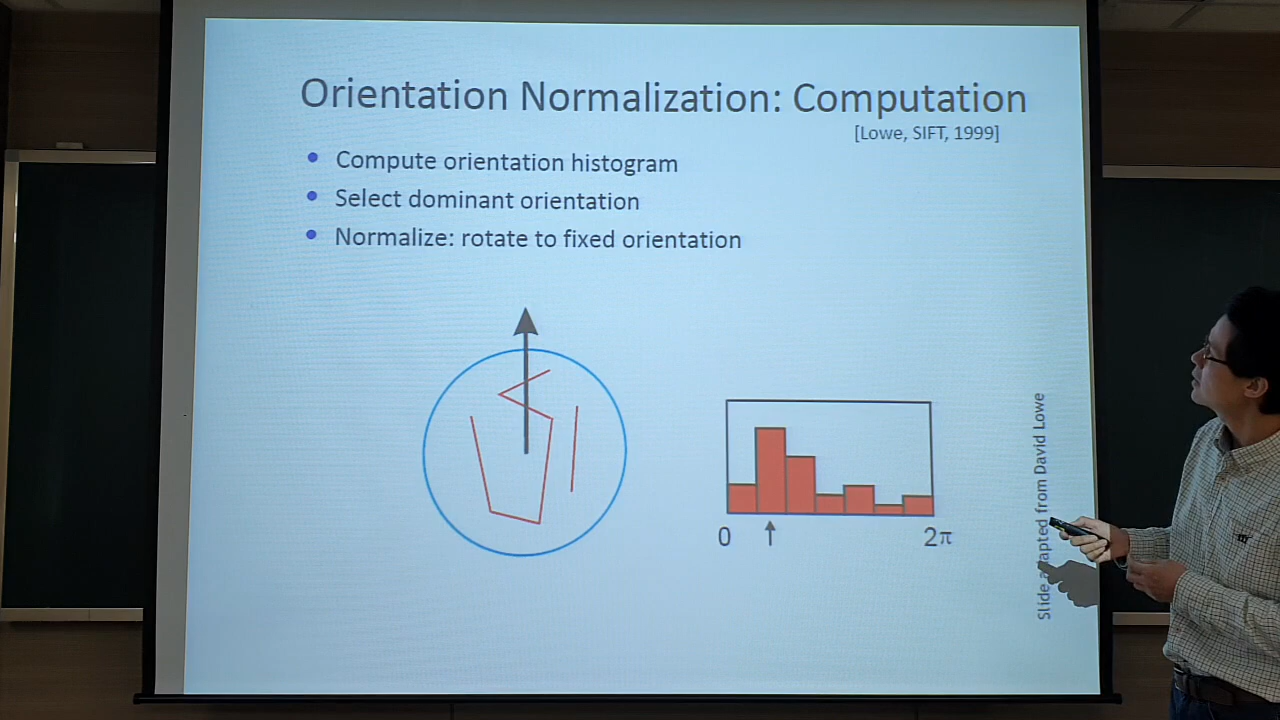 Orientation Normalization: Computation
[Lowe, SIFT, 1999]
• Compute orientation histogram
• Select dominant orientation
• Normalize: rotate to fixed orientation
0
2π
Slide adapted from David Lowe